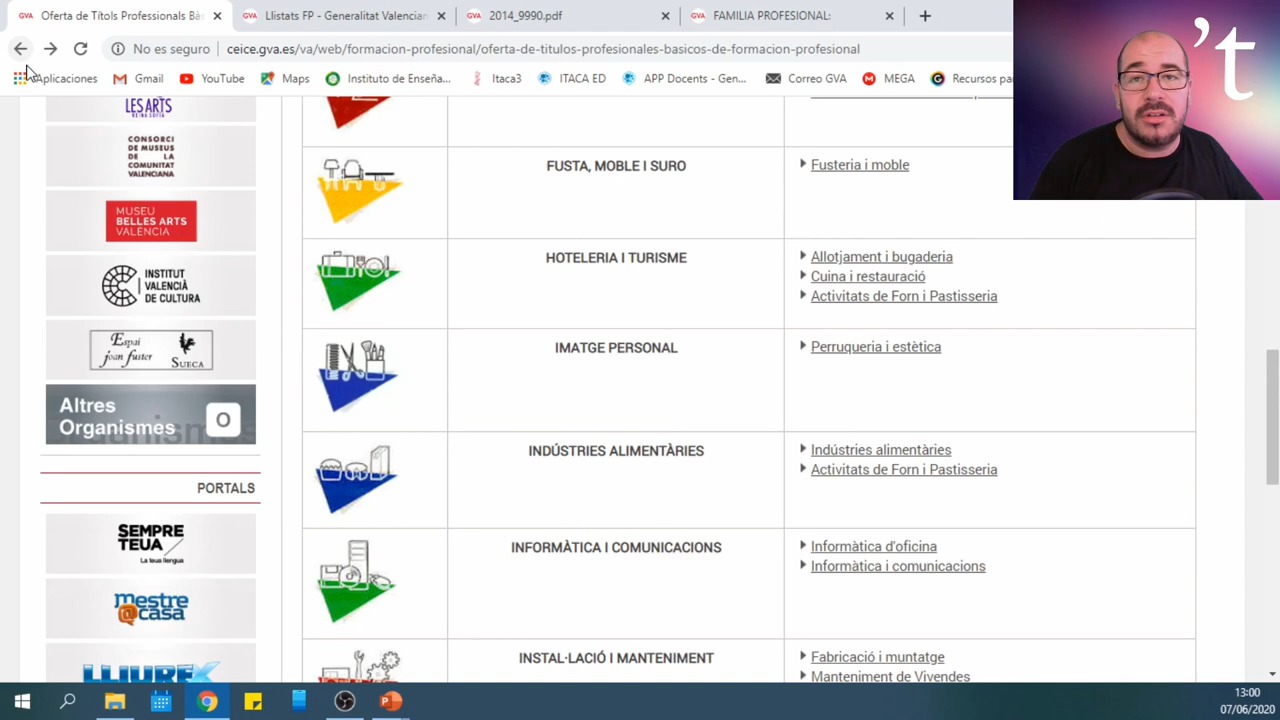 Oferta de Títols Professionals Bàs
Llistats FP - Generalitat Valencian
2014_9990.pdf
FAMILIA PROFESIONAL:
No es seguro
ceice.gva.es/va/web/formacion-profesional/oferta-de-titulos-profesionales-basicos-de-formacion-profesional
Aplicaciones
Gmail
YouTube
Maps
Instituto de Enseña...
Itaca3
ITACA ED
APP Docents - Gen...
Correo GVA
MEGA
Recursos pa
't
LES ARTS
CONSORCI
DE MUSEUS
DE LA
COMUNITAT
VALENCIANA
MUSEU
BELLES ARTS
VALENCIA
INSTITUT
VALENCIÀ
DE CULTURA
Espai
joan fuster
SUECA
Altres
Organismes
PORTALS
SEMPRE
TEUA
La teua llengua
mestre
@casa
LLIUREX
FUSTA, MOBLE I SURO
Fusteria i moble
HOTELERIA I TURISME
Allotjament i bugaderia
Cuina i restauració
Activitats de Forn i Pastisseria
IMATGE PERSONAL
Perruqueria i estètica
INDÚSTRIES ALIMENTÀRIES
Indústries alimentàries
Activitats de Forn i Pastisseria
INFORMÀTICA I COMUNICACIONS
Informàtica d'oficina
Informàtica i comunicacions
INSTAL·LACIÓ I MANTENIMENT
Fabricació i muntatge
Manteniment de Vivendes
13:00
07/06/2020